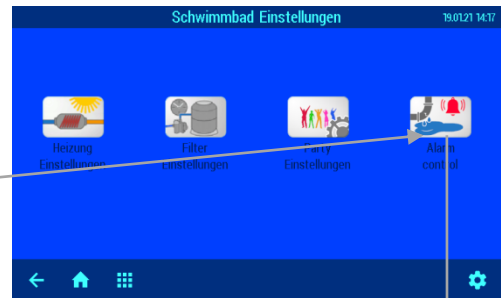 Schwimmbad Einstellungen
19.01.21 14:17
Heizung
Einstellungen
Filter
Einstellungen
Party
Einstellungen
Alarm
control